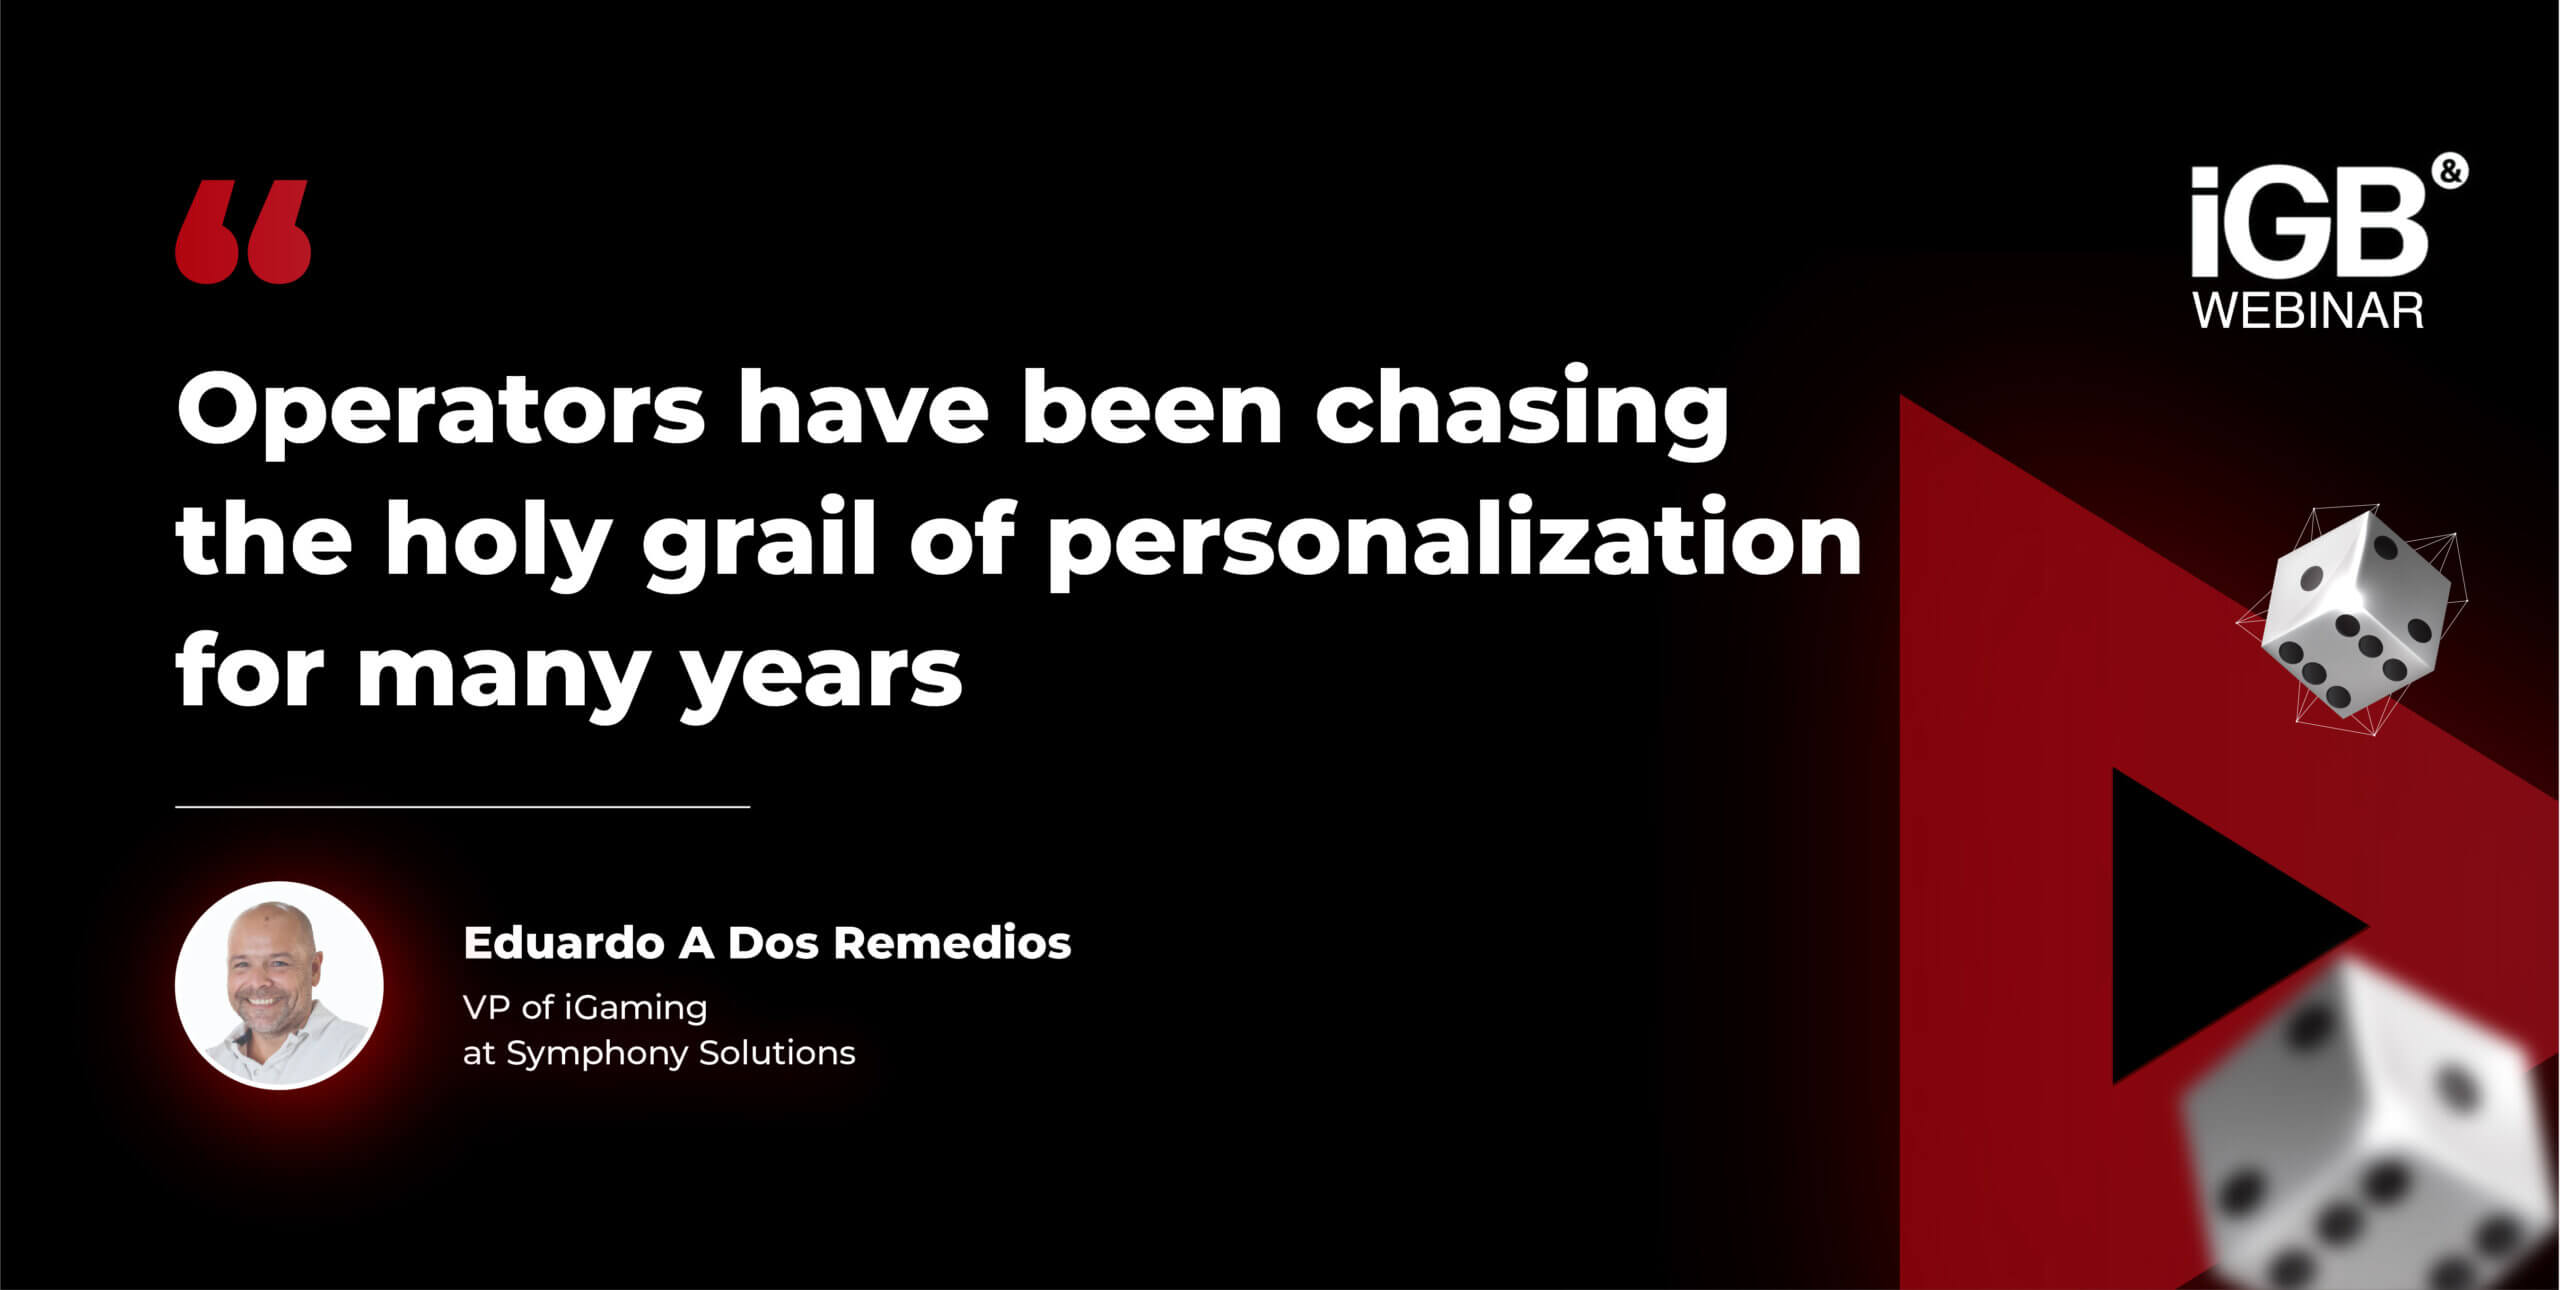 “
Operators have been chasing
the holy grail of personalization
for many years
Eduardo A Dos Remedios
VP of iGaming
at Symphony Solutions
iGB &
WEBINAR